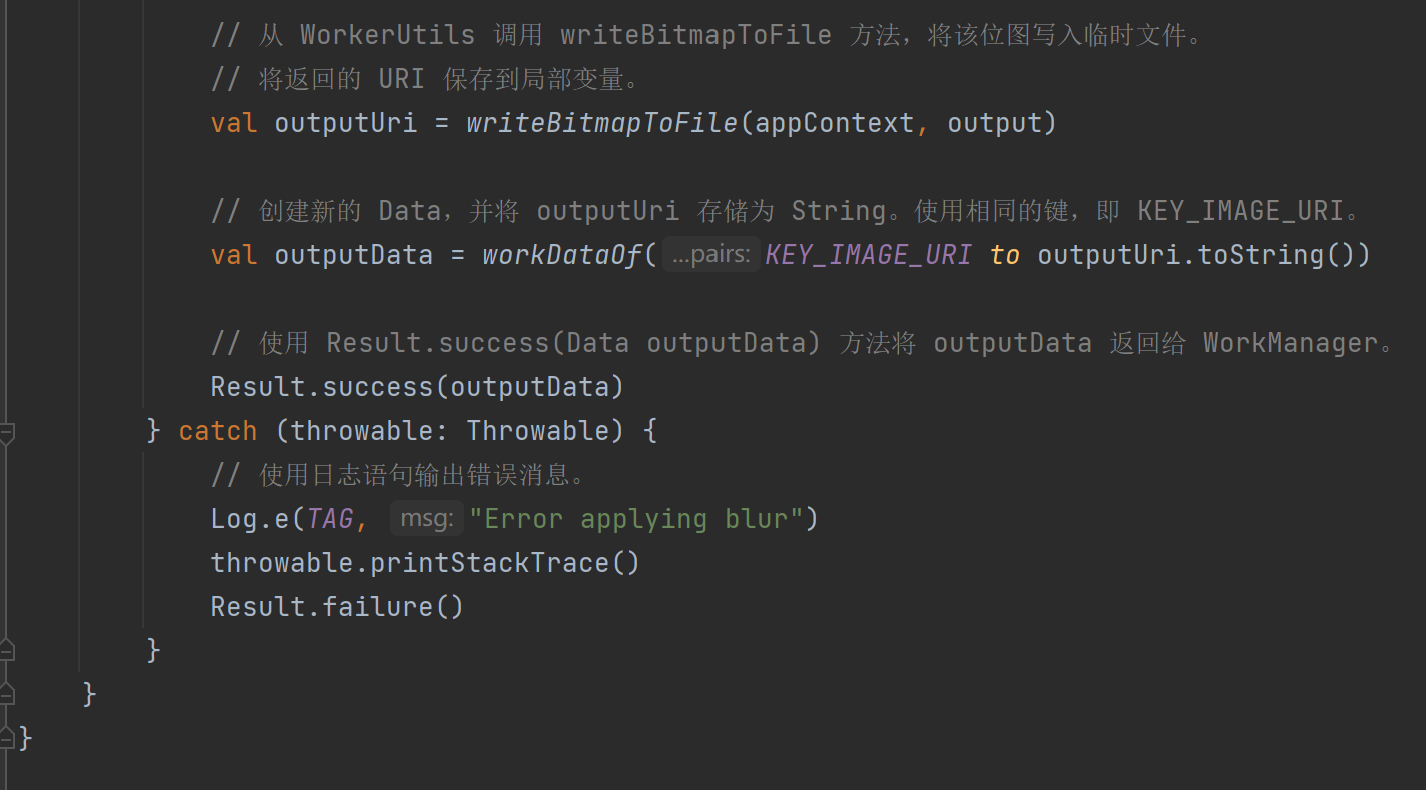 // 从 WorkerUtils 调用 writeBitmapToFile 方法，将该位图写入临时文件。
// 将返回的 URI 保存到局部变量。
val outputUri = writeBitmapToFile(appContext, output)
// 创建新的 Data，并将 outputUri 存储为 String。使用相同的键，即 KEY_IMAGE_URI。
val outputData = workDataOf( ...pairs: KEY_IMAGE_URI to outputUri.toString())
// 使用 Result.success(Data outputData) 方法将 outputData 返回给 WorkManager。
Result.success(outputData)
} catch (throwable: Throwable) {
// 使用日志语句输出错误消息。
Log.e(TAG, msg: "Error applying blur")
throwable.printStackTrace()
Result.failure()
}
}
}